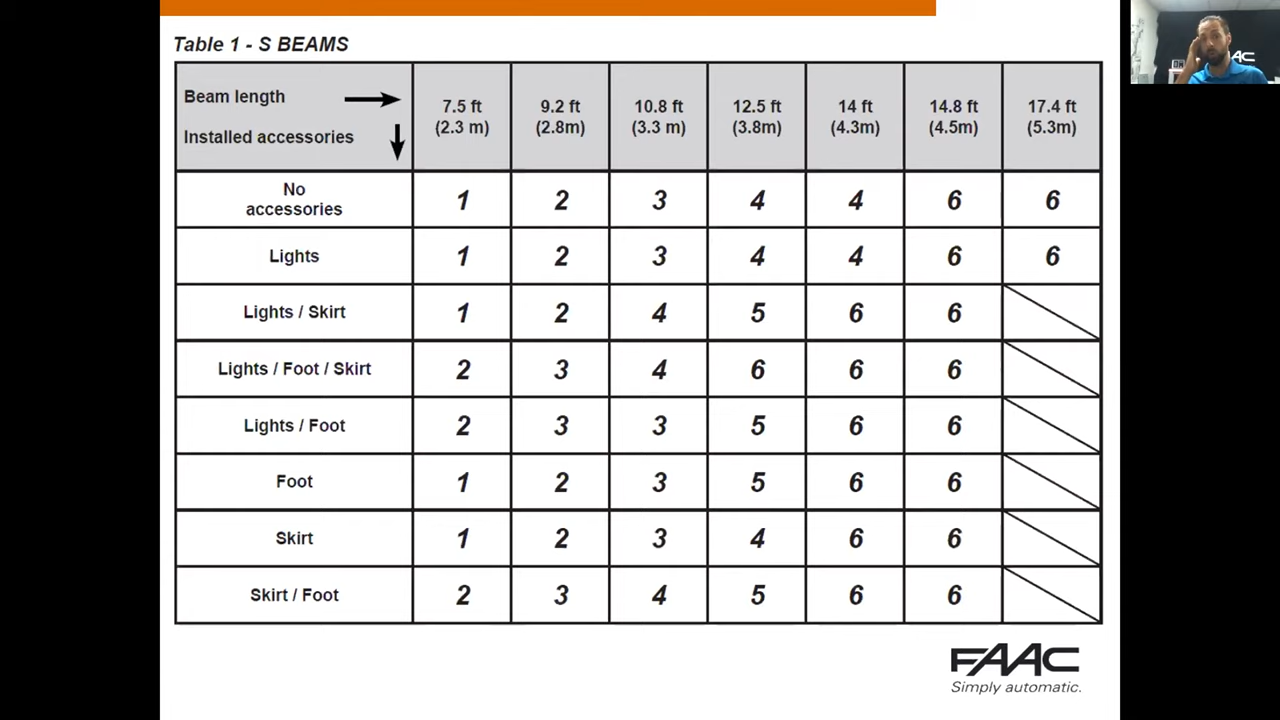 Table 1 - S BEAMS
Beam length
Installed accessories
7.5 ft
(2.3 m)
9.2 ft
(2.8m)
10.8 ft
(3.3 m)
12.5 ft
(3.8m)
14 ft
(4.3m)
14.8 ft
(4.5m)
17.4 ft
(5.3m)
No
accessories
1 2 3 4 4 6 6
Lights 1 2 3 4 4 6 6
Lights / Skirt 1 2 4 5 6 6
Lights / Foot / Skirt 2 3 4 6 6 6
Lights / Foot 2 3 3 5 6 6
Foot 1 2 3 5 6 6
Skirt 1 2 3 4 6 6
Skirt / Foot 2 3 4 5 6 6
FAAC
Simply automatic.